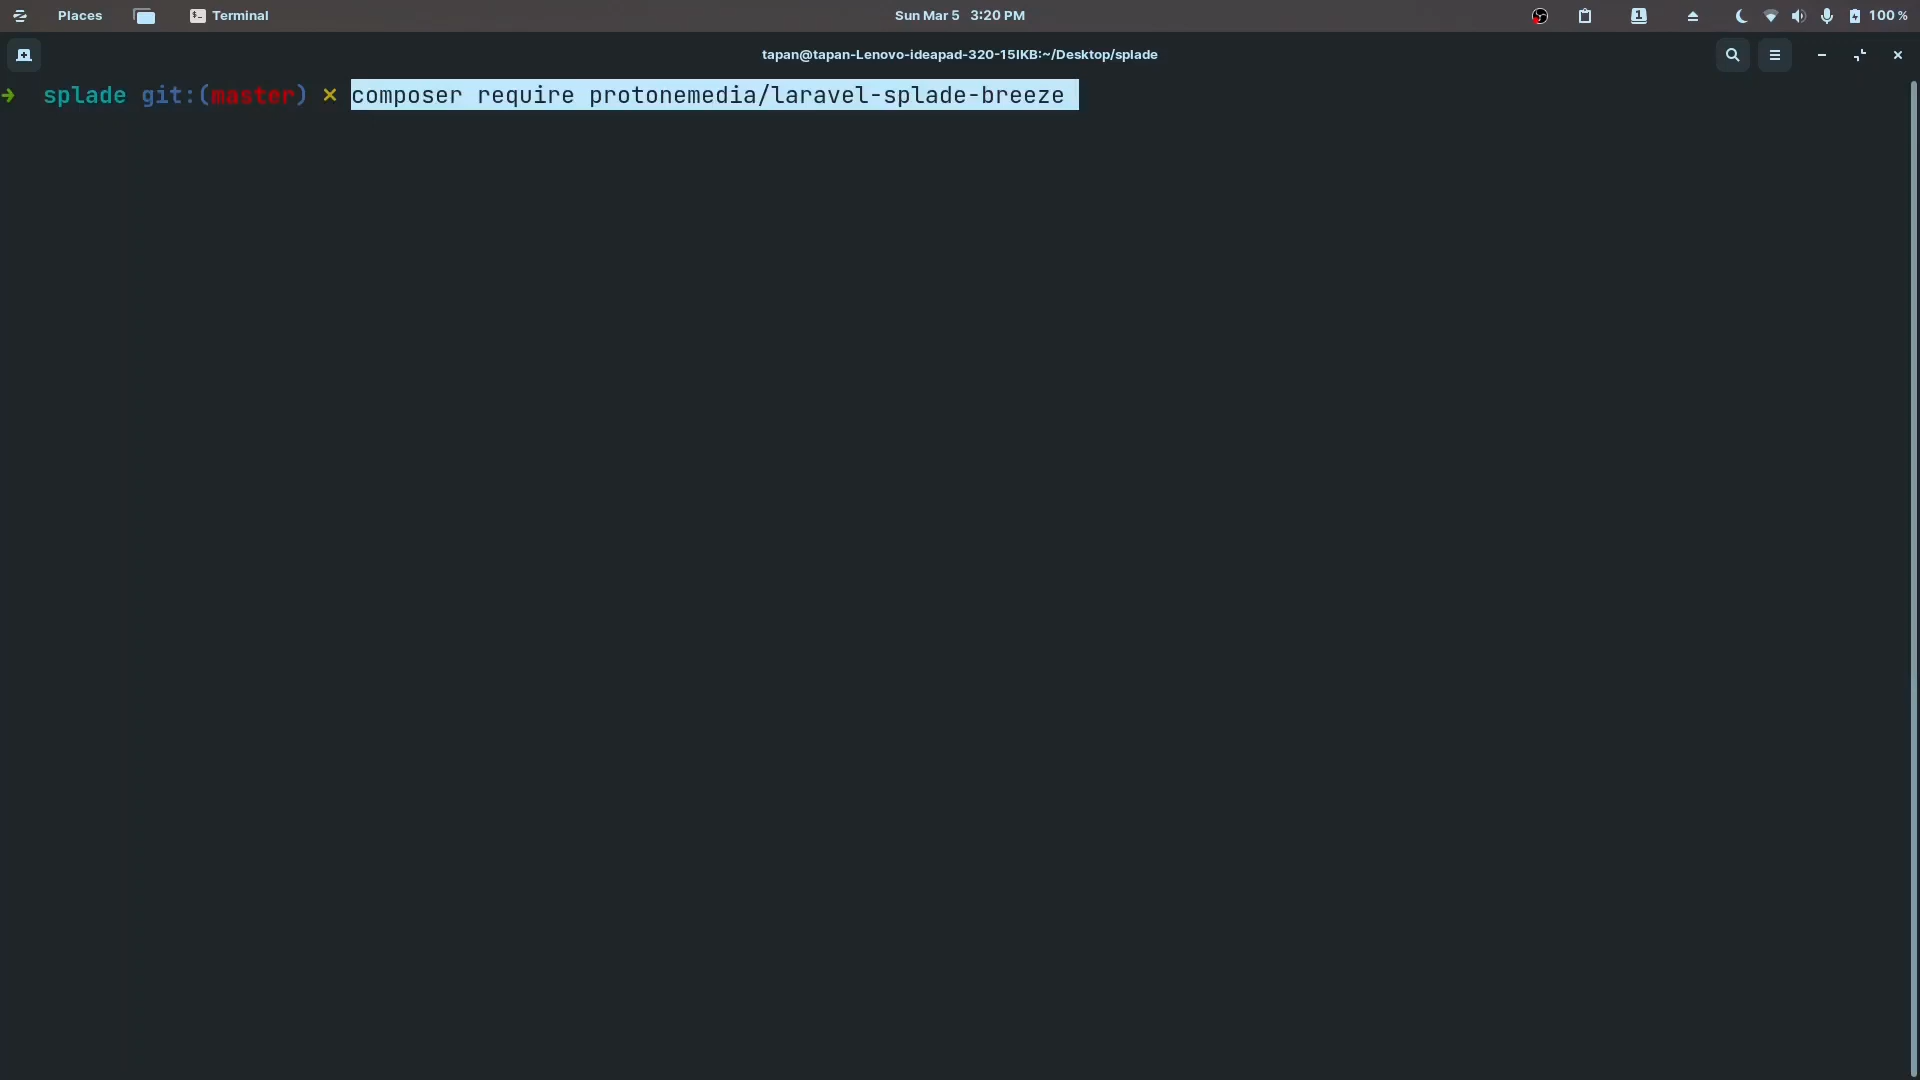 Places Terminal Sun Mar 5 3:20 PM 1 100 %
tapan@tapan-Lenovo-ideapad-320-15IKB:~/Desktop/splade
➜ splade git:(master) ✗ composer require protonemedia/laravel-splade-breeze